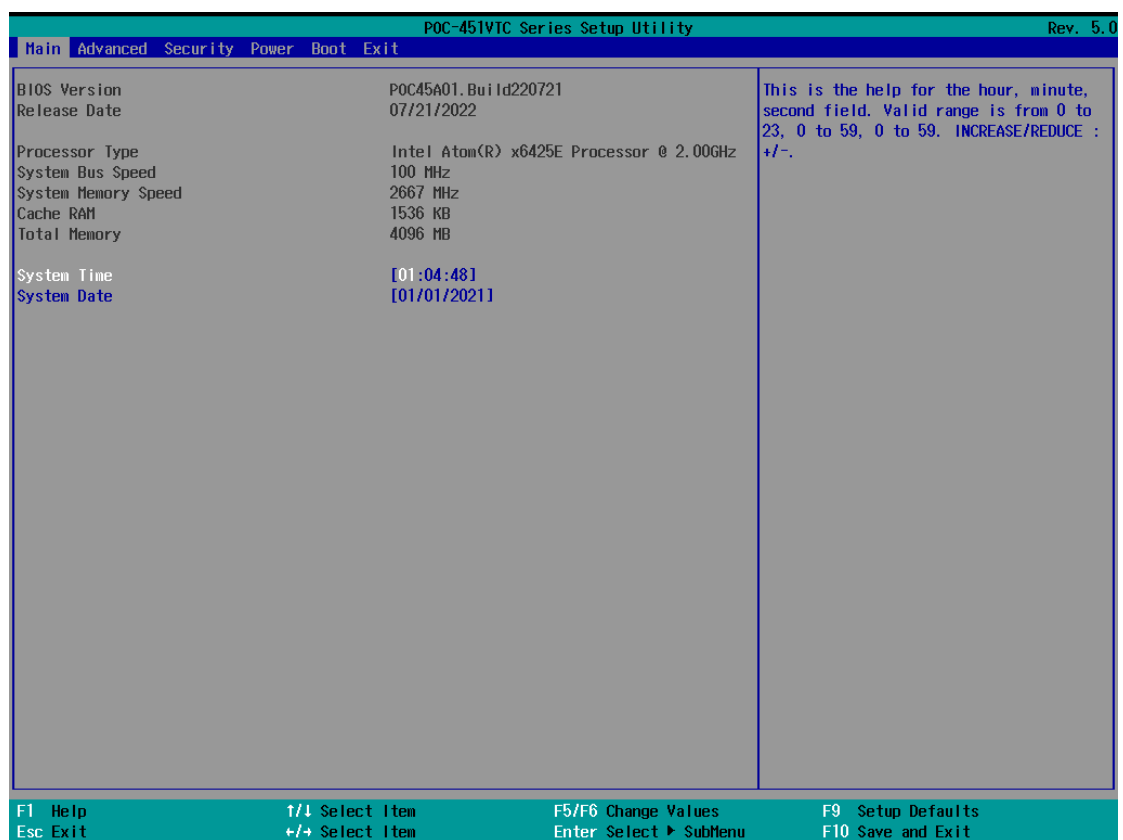 POC-451VTC Series Setup Utility Rev. 5.0
Main Advanced Security Power Boot Exit
BIOS Version POC45A01.Build220721
Release Date 07/21/2022
Processor Type Intel Atom(R) x6425E Processor @ 2.00GHz
System Bus Speed 100 MHz
System Memory Speed 2667 MHz
Cache RAM 1536 KB
Total Memory 4096 MB
System Time [01:04:48]
System Date [01/01/2021]
This is the help for the hour, minute,
second field. Valid range is from 0 to
23, 0 to 59, 0 to 59. INCREASE/REDUCE :
+/-.
F1 Help ↑/↓ Select Item F5/F6 Change Values F9 Setup Defaults
Esc Exit ←/→ Select Item Enter Select ▶ SubMenu F10 Save and Exit